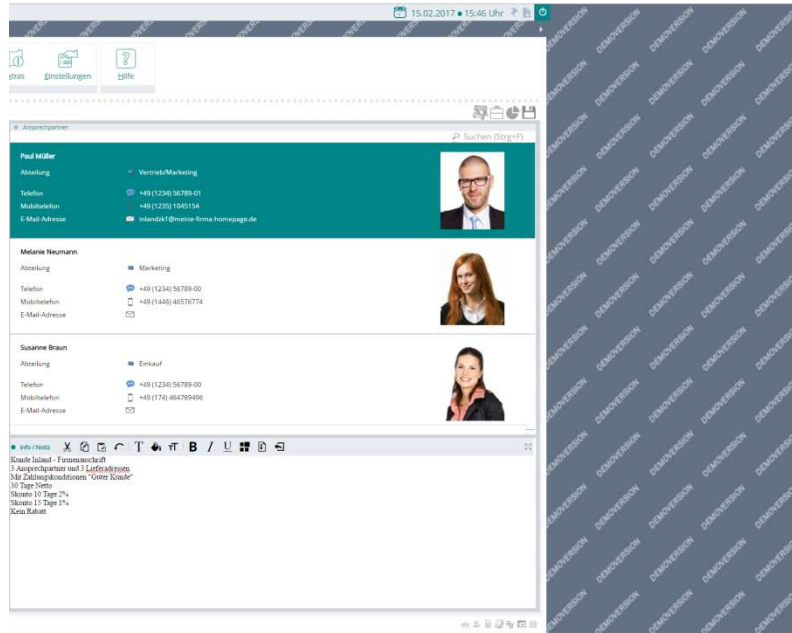 15.02.2017 ● 15:46 Uhr
Extras Einstellungen Hilfe
Ansprechpartner
Suchen (Strg+F)
Paul Müller
Abteilung Vertrieb/Marketing
Telefon +49 (1234) 56789-01
Mobiltelefon +49 (1235) 1045154
E-Mail-Adresse inlandzk1@meine-firma-homepage.de
Melanie Neumann
Abteilung Marketing
Telefon +49 (1234) 56789-00
Mobiltelefon +49 (1446) 46576774
E-Mail-Adresse
Susanne Braun
Abteilung Einkauf
Telefon +49 (1234) 56789-00
Mobiltelefon +49 (174) 464789496
E-Mail-Adresse
Info / Notiz T тT B I U
Kunde Inland - Firmenanschrift
3 Ansprechpartner und 3 Lieferadressen
Mit Zahlungskonditionen "Guter Kunde"
30 Tage Netto
Skonto 10 Tage 2%
Skonto 15 Tage 1%
Kein Rabatt
DEMOVERSION